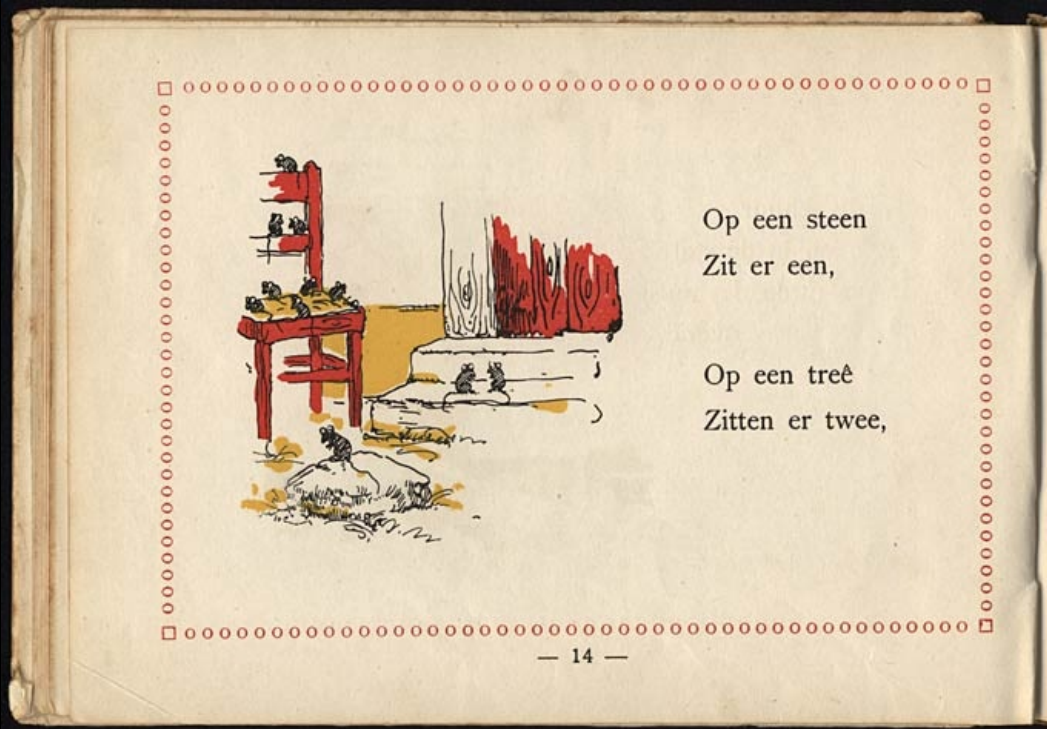 Op een steen
Zit er een,
Op een treê
Zitten er twee,
— 14 —